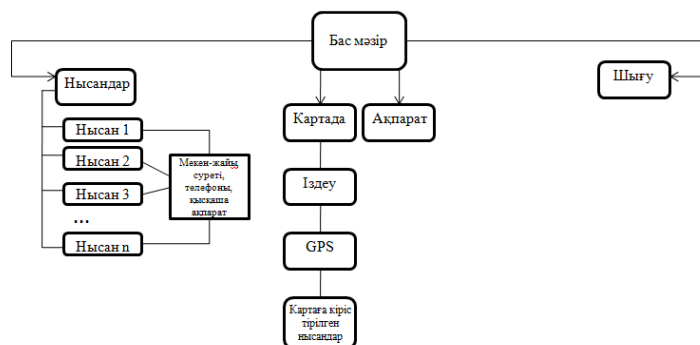 Бас мәзір
Нысандар
Шығу
Картада
Ақпарат
Нысан 1
Нысан 2
Нысан 3
...
Нысан n
Мекен-жайы,
суреті,
телефоны,
қысқаша
ақпарат
Іздеу
GPS
Картаға кіріс
тірілген
нысандар